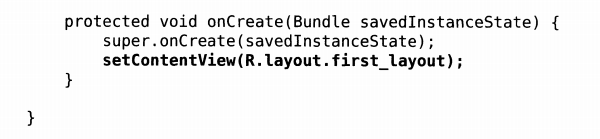 protected void onCreate(Bundle savedInstanceState) {
super.onCreate(savedInstanceState);
setContentView(R.layout.first_layout);
}
}